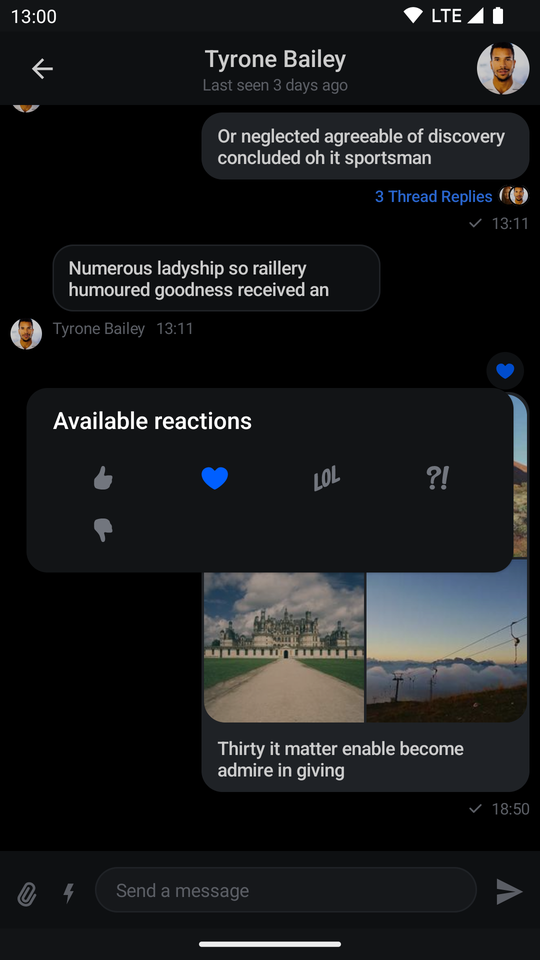 13:00
LTE
Tyrone Bailey
Last seen 3 days ago
Or neglected agreeable of discovery
concluded oh it sportsman
3 Thread Replies
13:11
Numerous ladyship so raillery
humoured goodness received an
Tyrone Bailey 13:11
Available reactions
LOL
?!
Thirty it matter enable become
admire in giving
18:50
Send a message